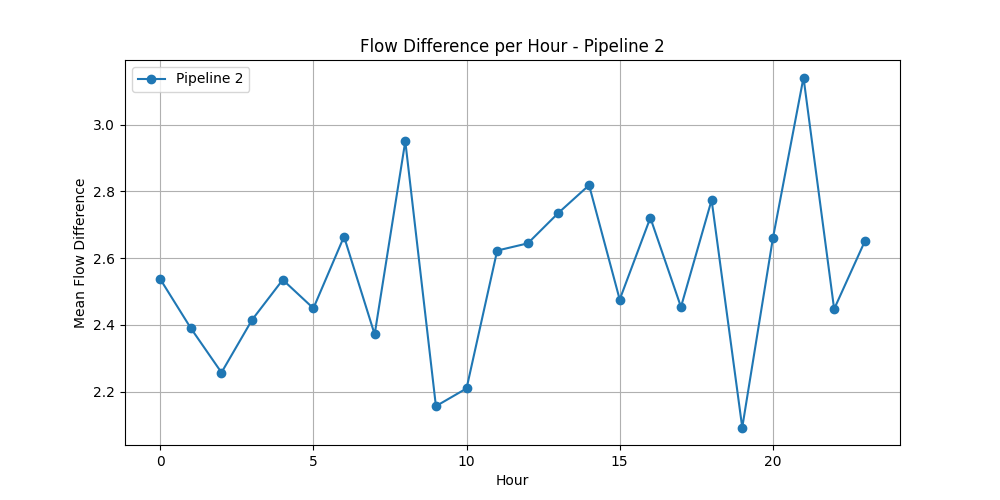 Flow Difference per Hour - Pipeline 2
Pipeline 2
3.0
2.8
2.6
2.4
2.2
Mean Flow Difference
0 5 10 15 20
Hour